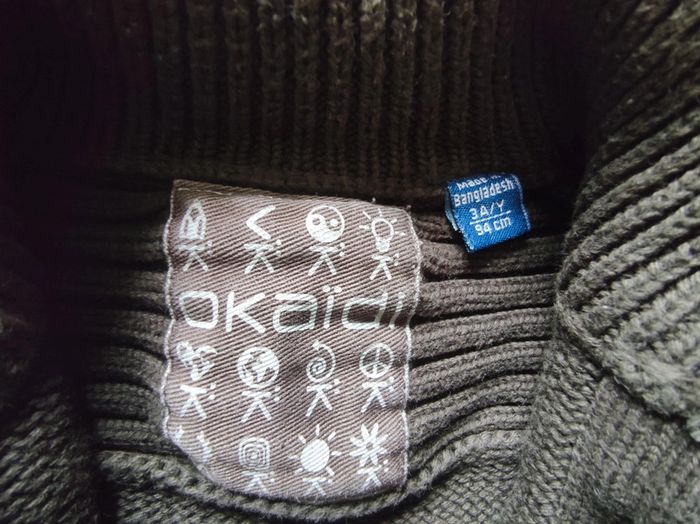 Made in
Bangladesh
3A/Y
94 cm
okaïdi